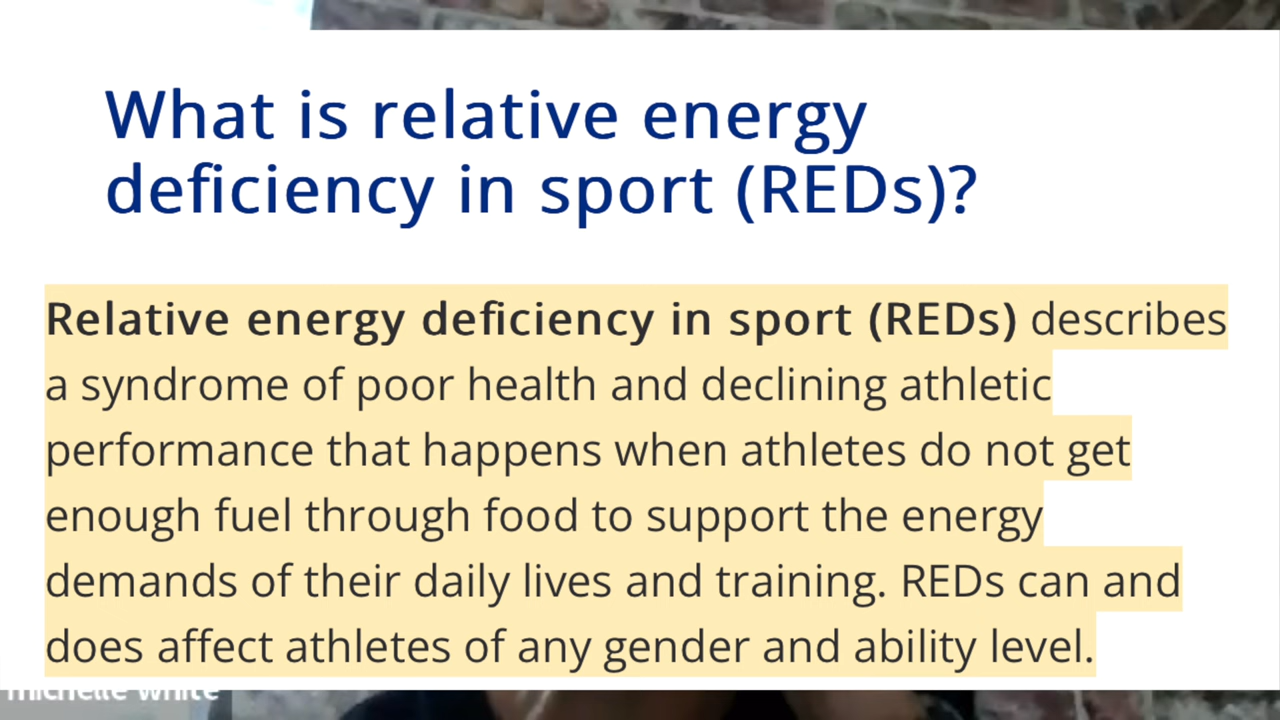 What is relative energy
deficiency in sport (REDs)?
Relative energy deficiency in sport (REDs) describes
a syndrome of poor health and declining athletic
performance that happens when athletes do not get
enough fuel through food to support the energy
demands of their daily lives and training. REDs can and
does affect athletes of any gender and ability level.
michelle white